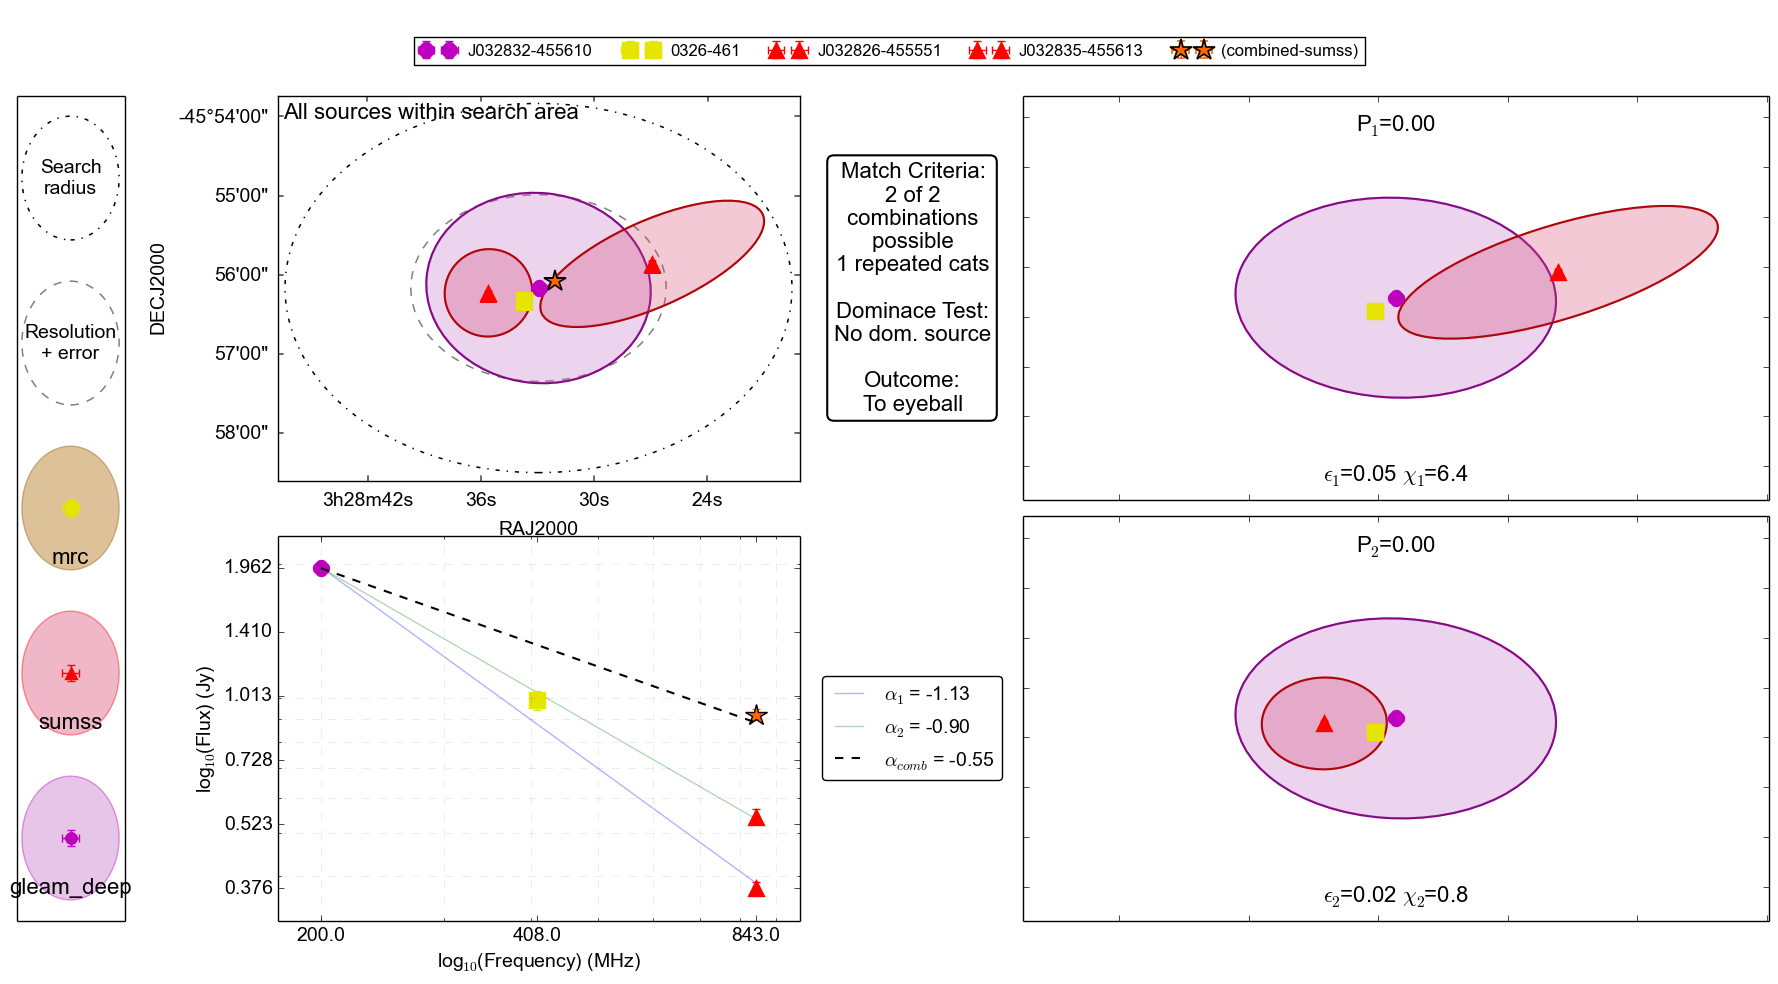 J032832-455610 0326-461 J032826-455551 J032835-455613 (combined-sumss)
Search
radius
Resolution
+ error
mrc
sumss
gleam_deep
All sources within search area
DECJ2000
-45°54'00"
55'00"
56'00"
57'00"
58'00"
3h28m42s 36s 30s 24s
RAJ2000
Match Criteria:
2 of 2
combinations
possible
1 repeated cats
Dominace Test:
No dom. source
Outcome:
To eyeball
P1=0.00
ϵ1=0.05 χ1=6.4
log10(Flux) (Jy)
1.962
1.410
1.013
0.728
0.523
0.376
200.0 408.0 843.0
log10(Frequency) (MHz)
α1 = -1.13
α2 = -0.90
αcomb = -0.55
P2=0.00
ϵ2=0.02 χ2=0.8